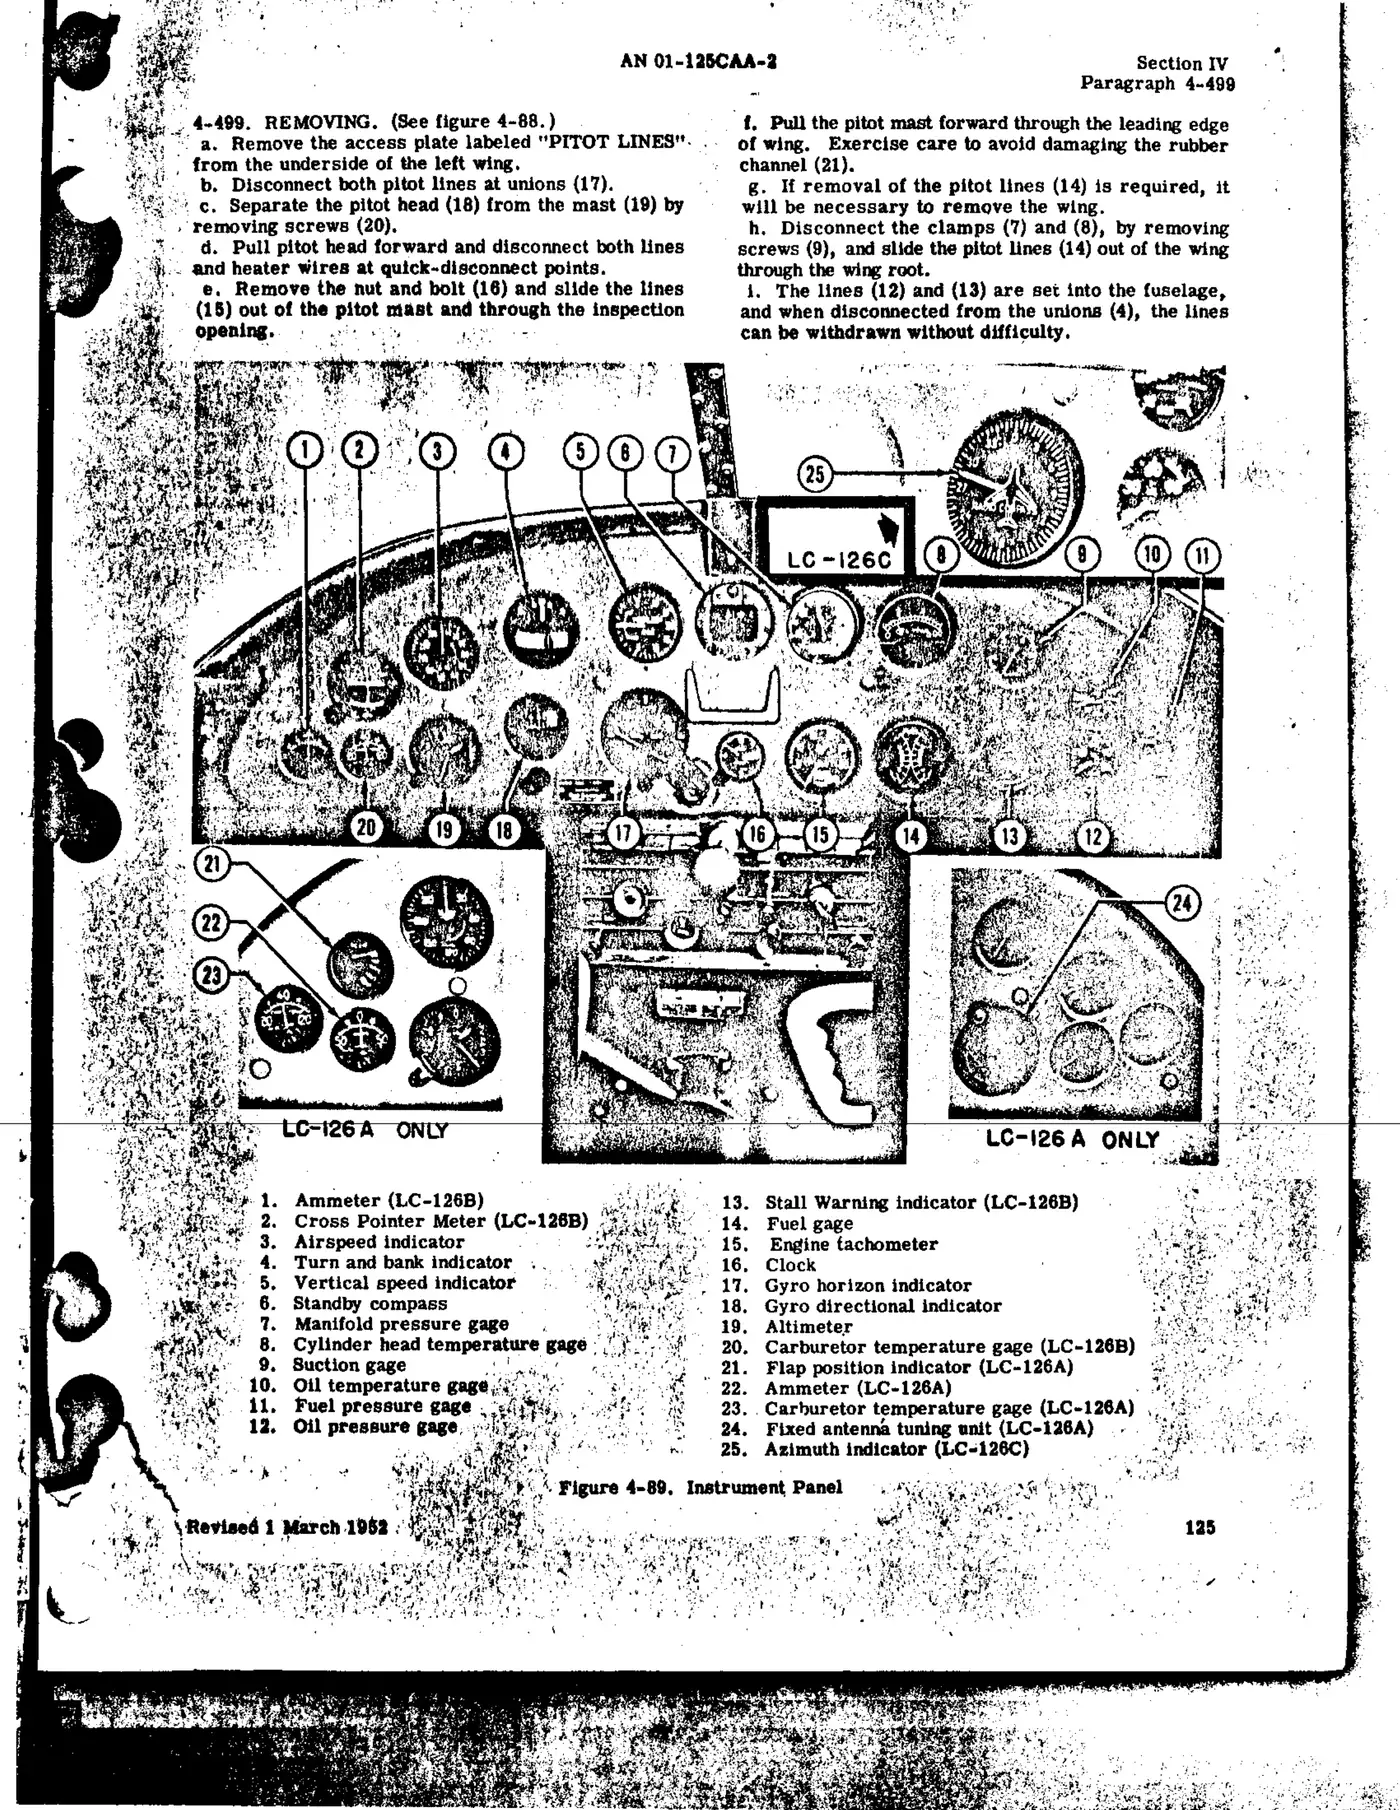 AN 01-125CAA-2
Section IV
Paragraph 4-499
4-499. REMOVING. (See figure 4-88.)
a. Remove the access plate labeled "PITOT LINES"
from the underside of the left wing.
b. Disconnect both pitot lines at unions (17).
c. Separate the pitot head (18) from the mast (19) by
removing screws (20).
d. Pull pitot head forward and disconnect both lines
and heater wires at quick-disconnect points.
e. Remove the nut and bolt (16) and slide the lines
(15) out of the pitot mast and through the inspection
opening.
f. Pull the pitot mast forward through the leading edge
of wing. Exercise care to avoid damaging the rubber
channel (21).
g. If removal of the pitot lines (14) is required, it
will be necessary to remove the wing.
h. Disconnect the clamps (7) and (8), by removing
screws (9), and slide the pitot lines (14) out of the wing
through the wing root.
i. The lines (12) and (13) are set into the fuselage,
and when disconnected from the unions (4), the lines
can be withdrawn without difficulty.
1 2 3 4 5 6 7
25
LC-126C
8 9 10 11
20 19 18 17 16 15 14 13 12
21
22
23
24
LC-126A ONLY
LC-126A ONLY
1. Ammeter (LC-126B)
2. Cross Pointer Meter (LC-126B)
3. Airspeed indicator
4. Turn and bank indicator
5. Vertical speed indicator
6. Standby compass
7. Manifold pressure gage
8. Cylinder head temperature gage
9. Suction gage
10. Oil temperature gage
11. Fuel pressure gage
12. Oil pressure gage
13. Stall Warning indicator (LC-126B)
14. Fuel gage
15. Engine tachometer
16. Clock
17. Gyro horizon indicator
18. Gyro directional indicator
19. Altimeter
20. Carburetor temperature gage (LC-126B)
21. Flap position indicator (LC-126A)
22. Ammeter (LC-126A)
23. Carburetor temperature gage (LC-126A)
24. Fixed antenna tuning unit (LC-126A)
25. Azimuth indicator (LC-126C)
Figure 4-89. Instrument Panel
Revised 1 March 1952
125